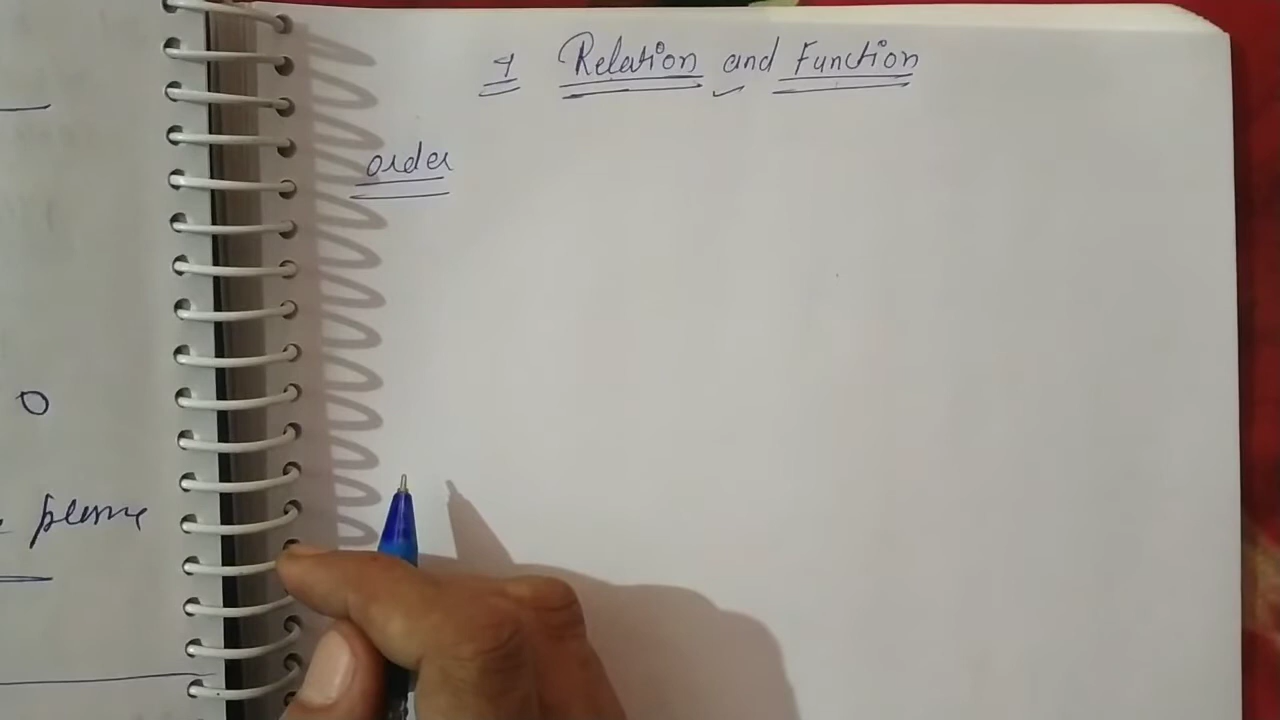 1 Relation and Function
order
O
plane